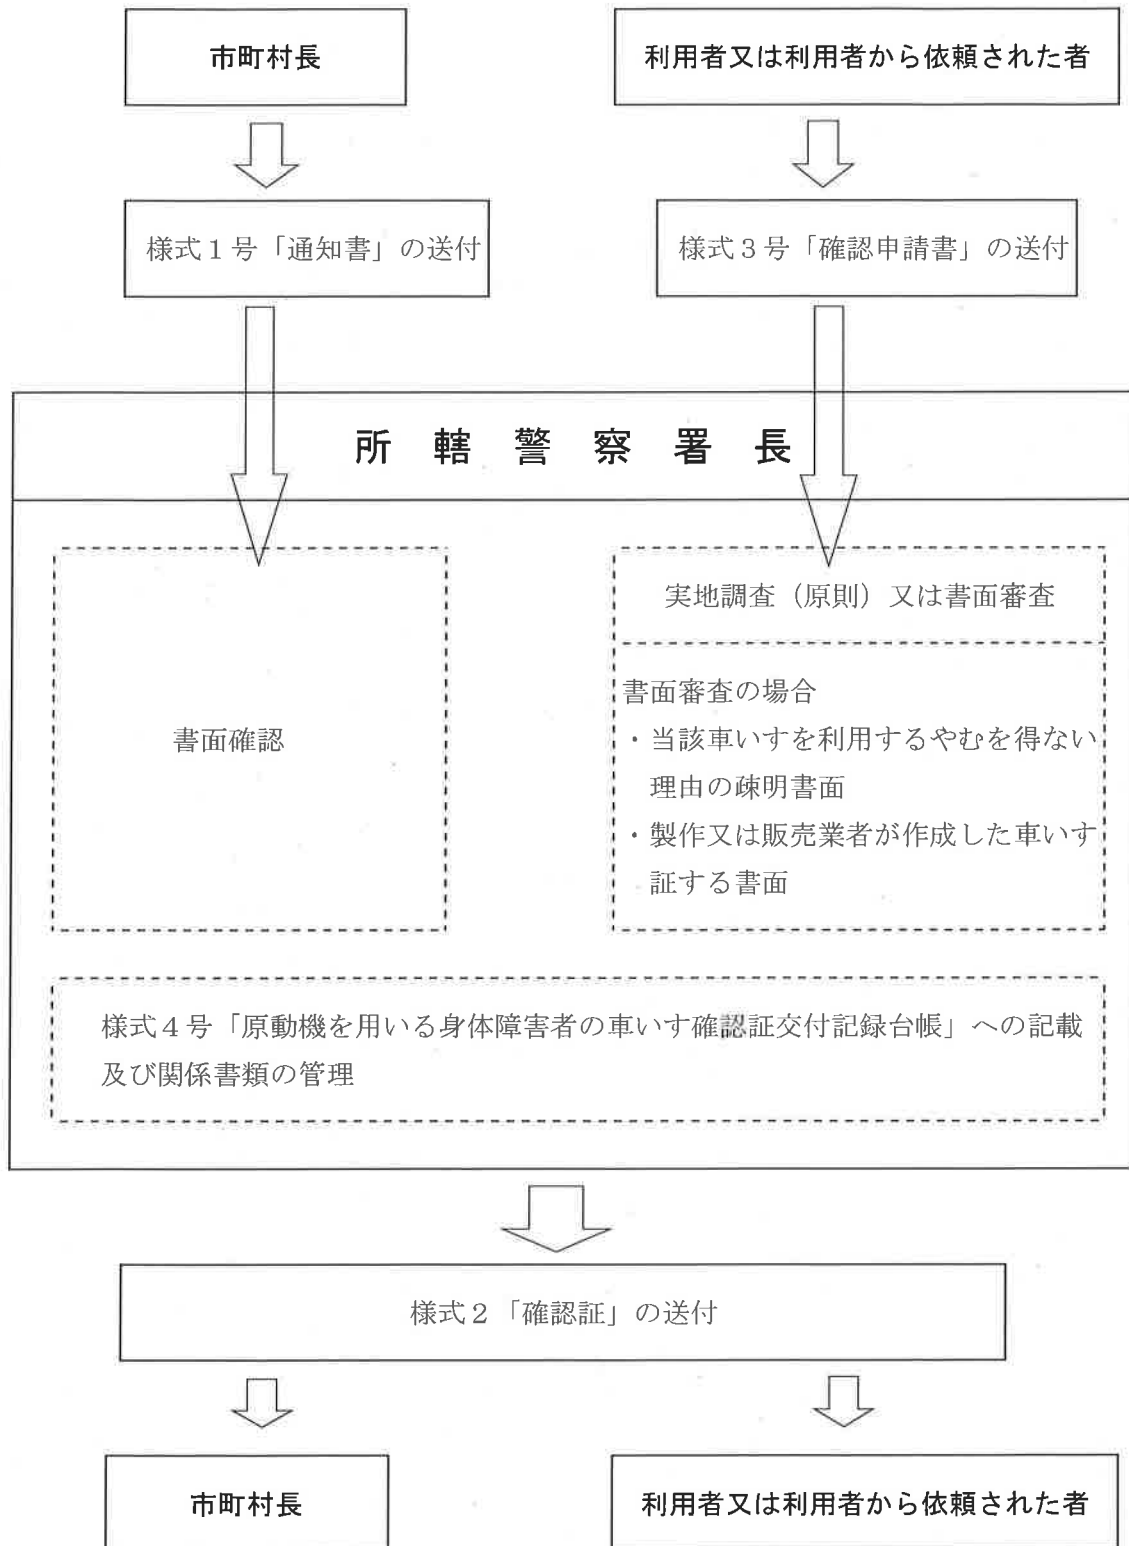 市町村長
利用者又は利用者から依頼された者
様式1号「通知書」の送付
様式3号「確認申請書」の送付
所轄警察署長
書面確認
実地調査（原則）又は書面審査
書面審査の場合
・当該車いすを利用するやむを得ない
理由の疎明書面
・製作又は販売業者が作成した車いす
証する書面
様式4号「原動機を用いる身体障害者の車いす確認証交付記録台帳」への記載
及び関係書類の管理
様式2「確認証」の送付
市町村長
利用者又は利用者から依頼された者